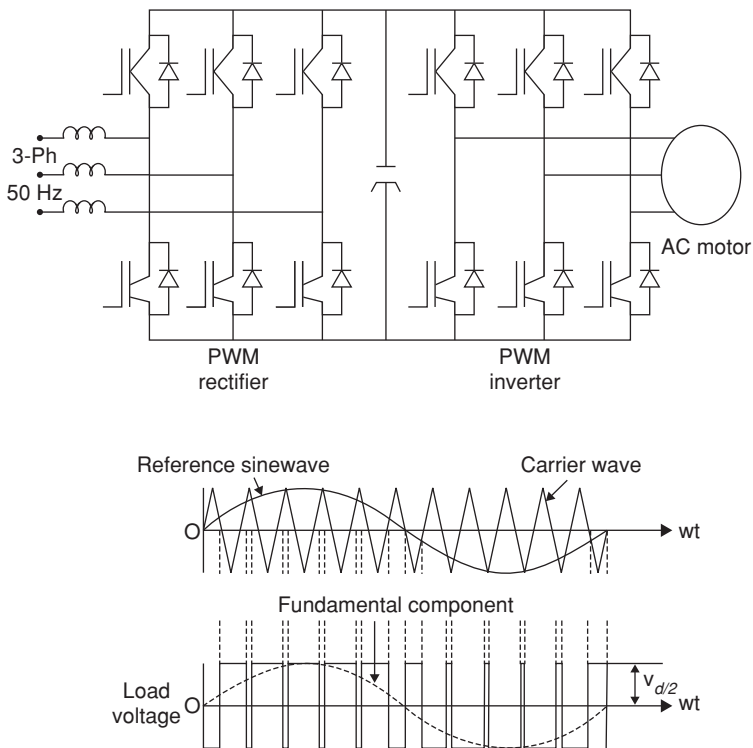 3-Ph
50 Hz
AC motor
PWM
rectifier
PWM
inverter
Reference sinewave
Carrier wave
O
wt
Fundamental component
Load
voltage
O
v_{d/2}
wt